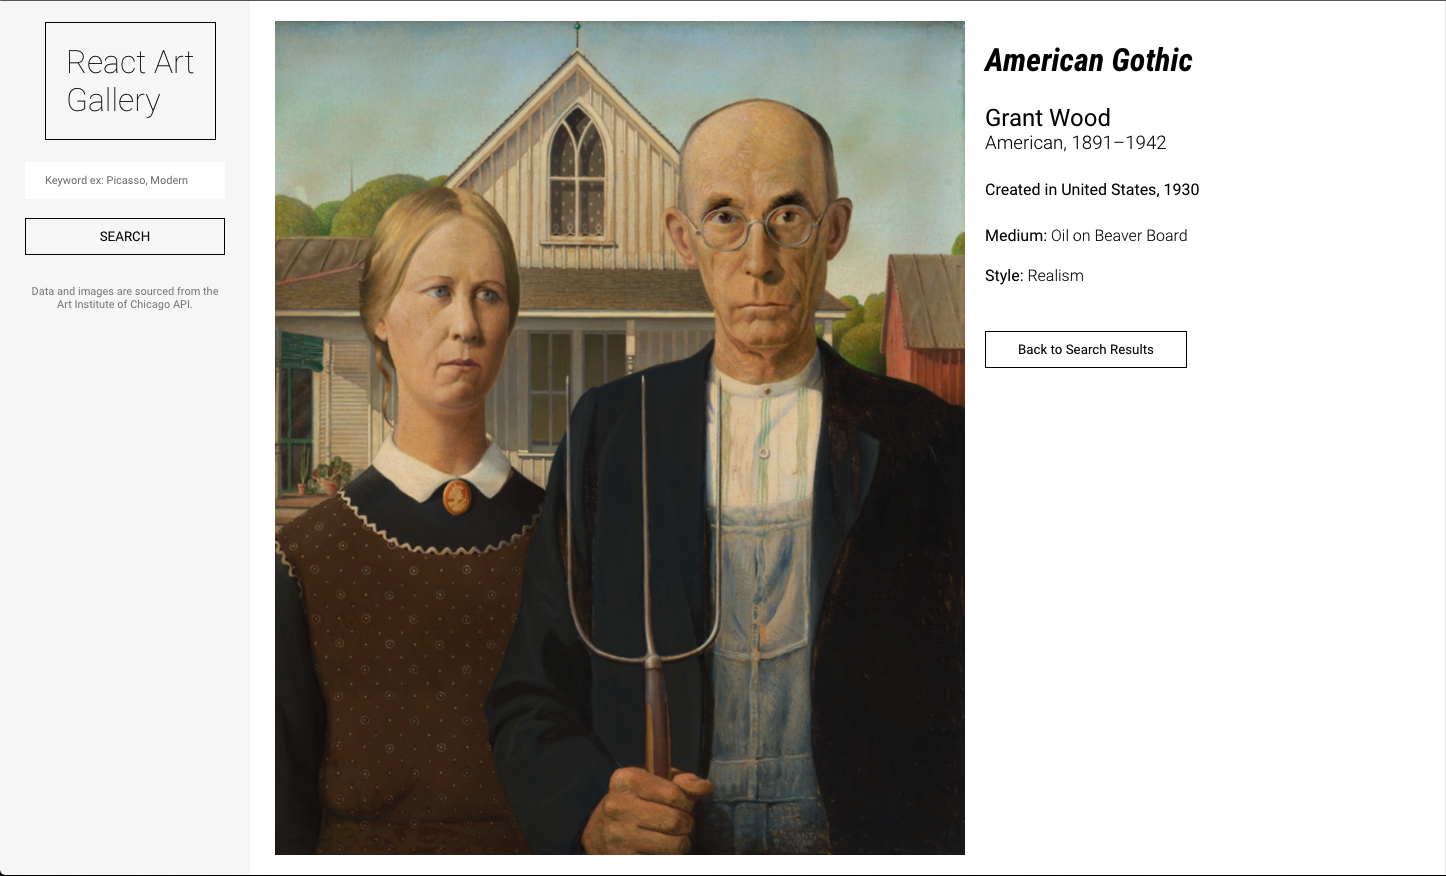 React Art
Gallery
Keyword ex: Picasso, Modern
SEARCH
Data and images are sourced from the
Art Institute of Chicago API.
American Gothic
Grant Wood
American, 1891–1942
Created in United States, 1930
Medium: Oil on Beaver Board
Style: Realism
Back to Search Results